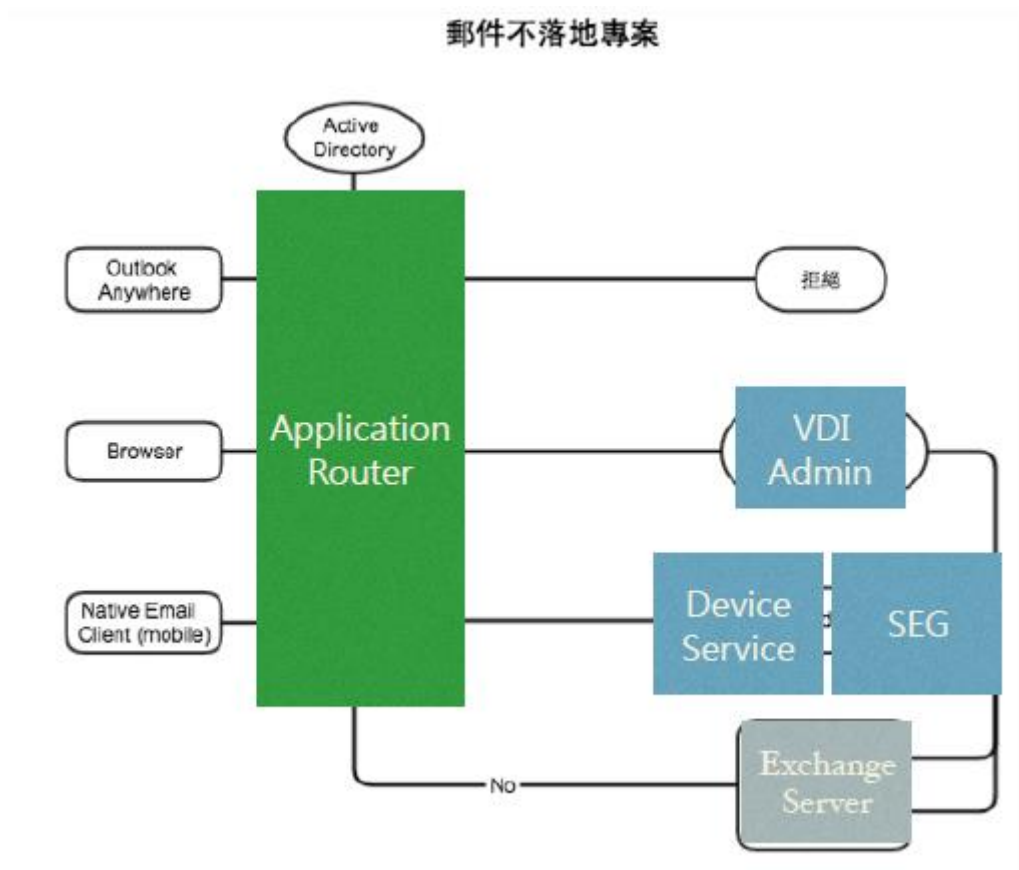 郵件不落地專案
Active
Directory
Outlook
Anywhere
拒絕
Application
Router
Browser
VDI
Admin
Native Email
Client (mobile)
Device
Service
SEG
No
Exchange
Server